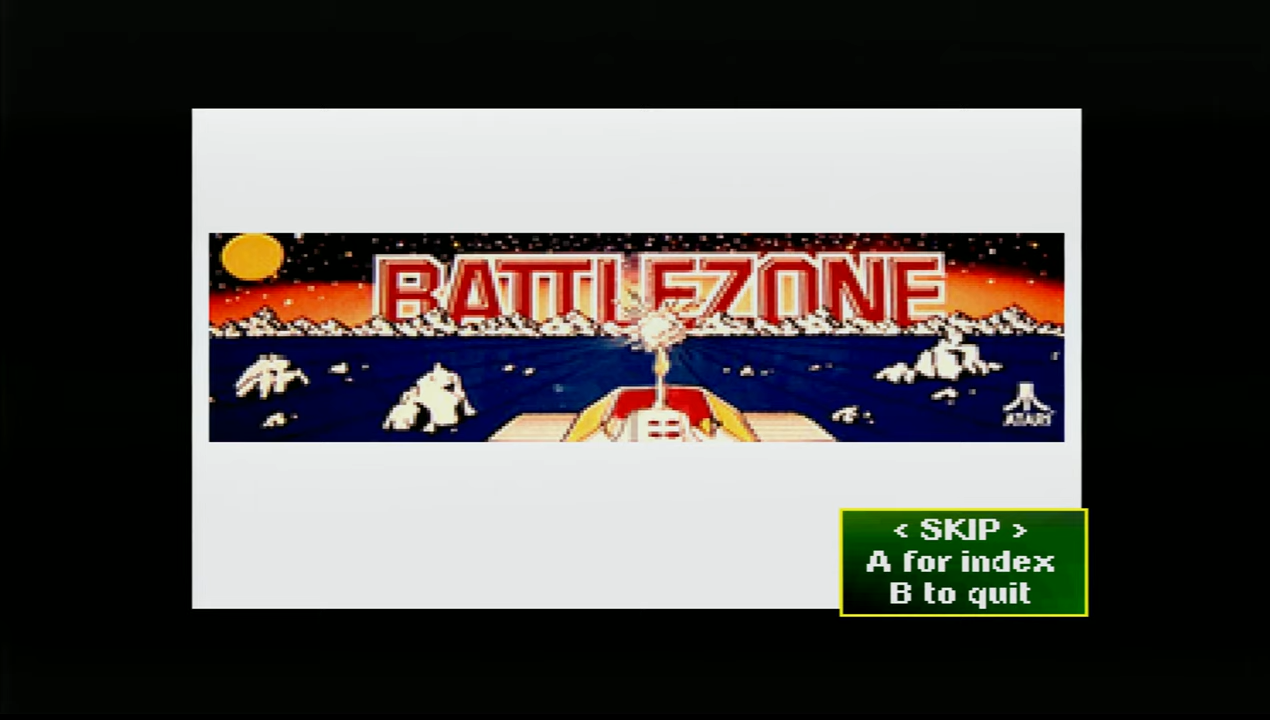 BATTLEZONE
ATARI
< SKIP >
A for index
B to quit